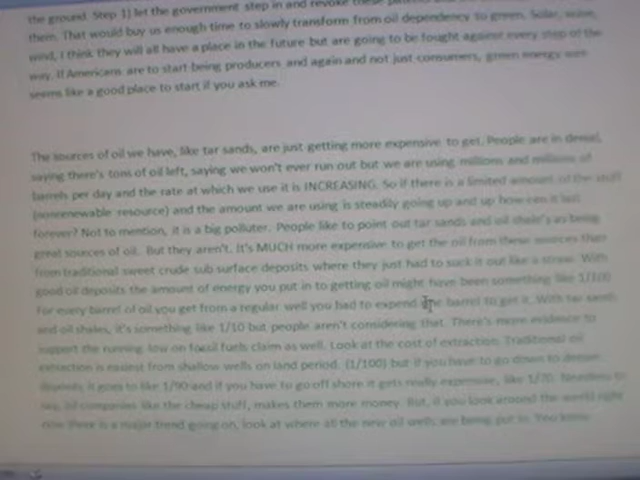 the ground. Step 1) let the government step in and revoke these
them. That would buy us enough time to slowly transform from oil dependency to green. Solar,
wind, I think they will all have a place in the future but are going to be fought against every step of the
way. If Americans are to start being producers and again and not just consumers, green energy sure
seems like a good place to start if you ask me.
The sources of oil we have, like tar sands, are just getting more expensive to get. People are in denial,
saying there's tons of oil left, saying we won't ever run out but we are using millions and millions of
barrels per day and the rate at which we use it is INCREASING. So if there is a limited amount of the stuff
(nonrenewable resource) and the amount we are using is steadily going up and up how can it last
forever? Not to mention, it is a big polluter. People like to point out tar sands and oil shale's as being
great sources of oil. But they aren't. It's MUCH more expensive to get the oil from these sources than
from traditional sweet crude sub surface deposits where they just had to suck it out like a straw. With
good oil deposits the amount of energy you put in to getting oil might have been something like 1/100
For every barrel of oil you get from a regular well you had to expend the barrel to get it. With tar sands
and oil shales, it's something like 1/10 but people aren't considering that. There's more evidence to
support the running low on fossil fuels claim as well. Look at the cost of extraction. Traditional oil
extraction is easiest from shallow wells on land period. (1/100) but if you have to go down to
deposits it goes to like 1/90 and if you have to go off shore it gets really expensive, like 1/70. Needless to
say, oil companies like the cheap stuff, makes them more money. But, if you look around the world right
now there is a major trend going on, look at where all the new oil wells are being put in. You